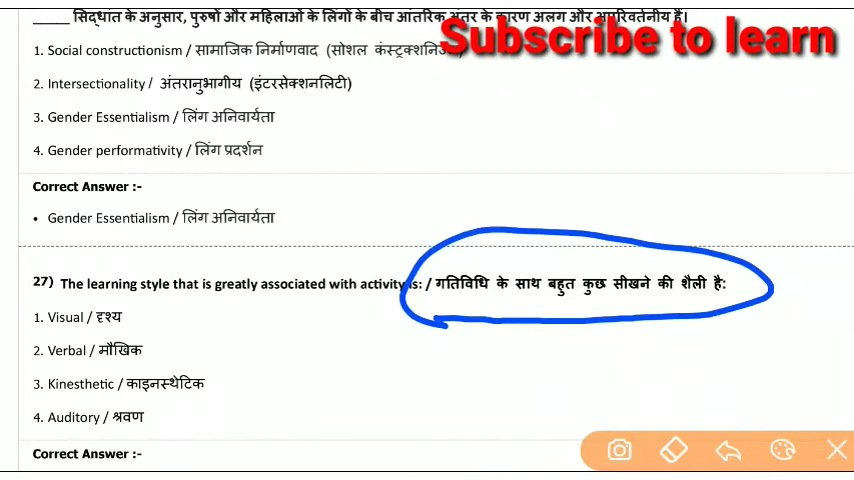 _____ सिद्धांत के अनुसार, पुरुषों और महिलाओं के लिंगों के बीच आंतरिक अंतर के कारण अलग और अपरिवर्तनीय हैं।
Subscribe to learn
1. Social constructionism / सामाजिक निर्माणवाद (सोशल
2. Intersectionality / अंतरानुभागीय (इंटरसेक्शनलिटी)
3. Gender Essentialism / लिंग अनिवार्यता
4. Gender performativity / लिंग प्रदर्शन
Correct Answer :-
• Gender Essentialism / लिंग अनिवार्यता
27) The learning style that is greatly associated with activity is: / गतिविधि के साथ बहुत कुछ सीखने की शैली है:
1. Visual / दृश्य
2. Verbal / मौखिक
3. Kinesthetic / काइनस्थेटिक
4. Auditory / श्रवण
Correct Answer :-